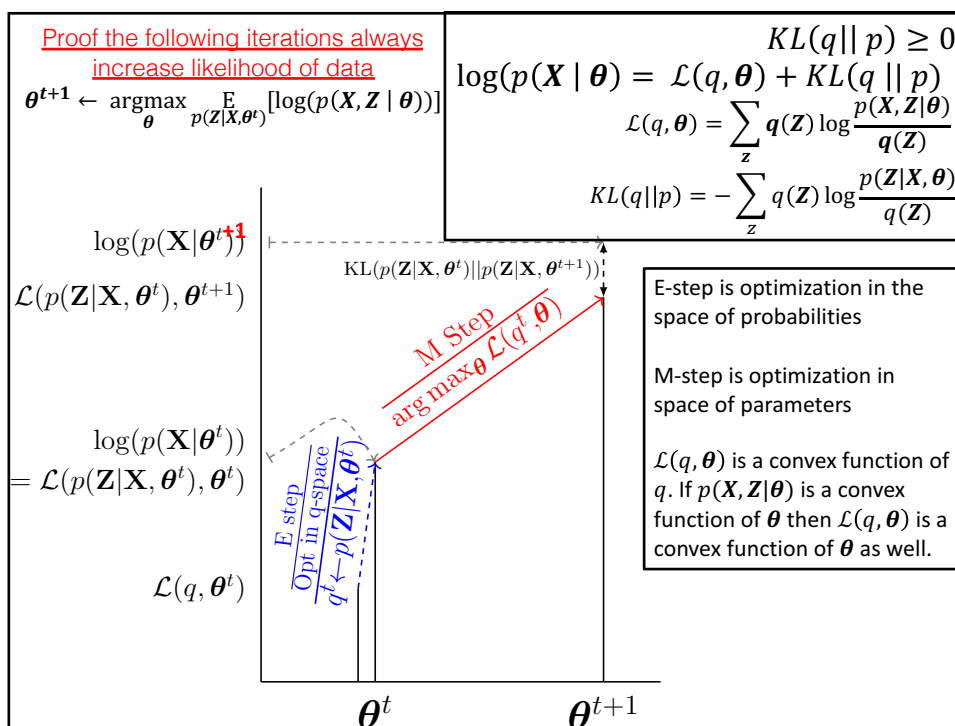 Proof the following iterations always
increase likelihood of data
θ^{t+1} ← argmax_θ E_{p(Z|X,θ^t)}[log(p(X, Z | θ))]
KL(q|| p) ≥ 0
log(p(X | θ) = ℒ(q, θ) + KL(q || p)
ℒ(q, θ) = ∑_z q(Z) log p(X, Z|θ)/q(Z)
KL(q||p) = − ∑_z q(Z) log p(Z|X, θ)/q(Z)
log(p(X|θ^t))+1
KL(p(Z|X, θ^t)||p(Z|X, θ^{t+1}))
ℒ(p(Z|X, θ^t), θ^{t+1})
M Step
arg max_θ ℒ(q^t, θ)
log(p(X|θ^t))
= ℒ(p(Z|X, θ^t), θ^t)
E step
Opt in q-space
q^t ← p(Z|X, θ^t)
ℒ(q, θ^t)
θ^t
θ^{t+1}
E-step is optimization in the
space of probabilities
M-step is optimization in
space of parameters
ℒ(q, θ) is a convex function of
q. If p(X, Z|θ) is a convex
function of θ then ℒ(q, θ) is a
convex function of θ as well.